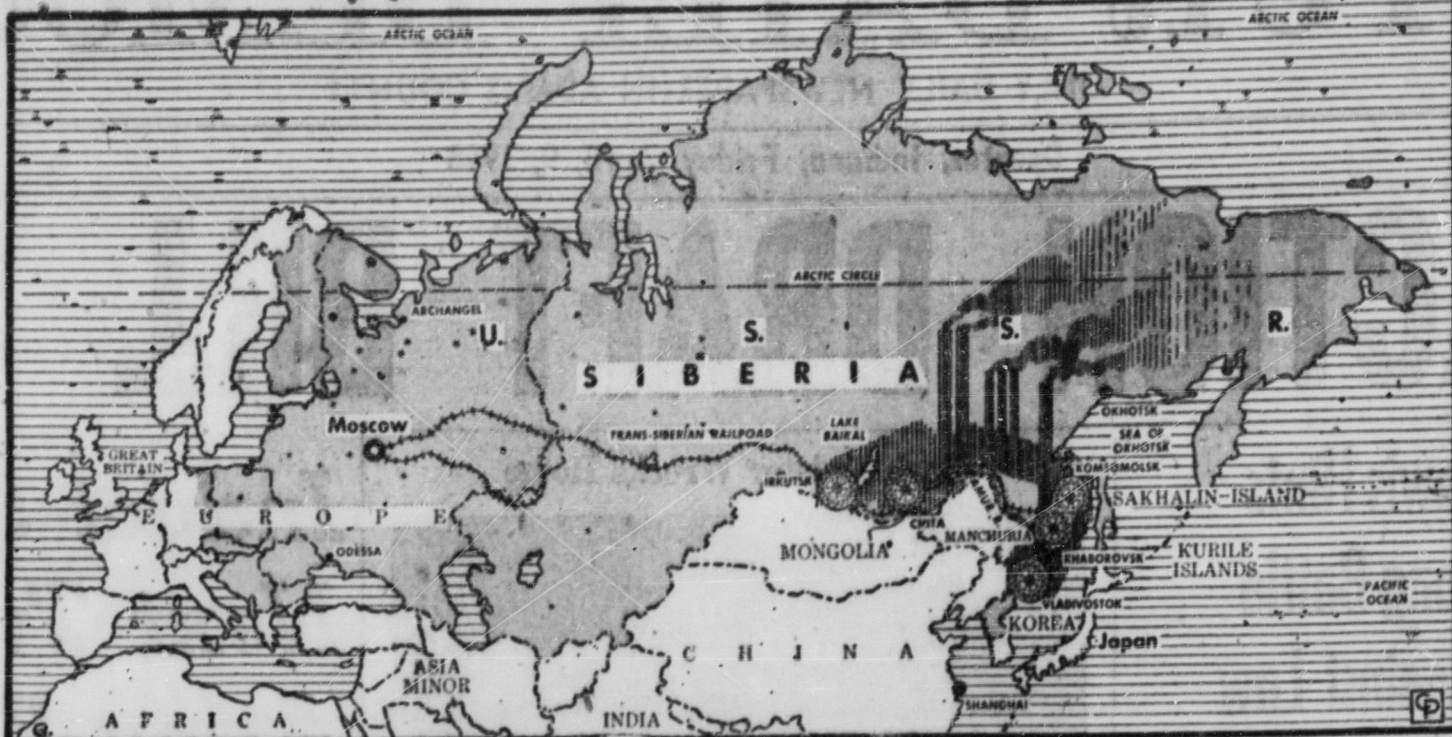 ARCTIC OCEAN
ARCTIC OCEAN
ARCTIC CIRCLE
ARCHANGEL
U. S. S. R.
SIBERIA
Moscow
TRANS-SIBERIAN RAILROAD
LAKE
BAIKAL
OKHOTSK
SEA OF
OKHOTSK
GREAT
BRITAIN
KOMSOMOLSK
IRKUTSK
AMUR R.
SAKHALIN-ISLAND
EUROPE
CHITA
MANCHURIA
ODESSA
MONGOLIA
KHABOROVSK
KURILE
ISLANDS
PACIFIC
OCEAN
VLADIVOSTOK
KOREA
Japan
CHINA
ASIA
MINOR
SHANGHAI
AFRICA
INDIA
CP